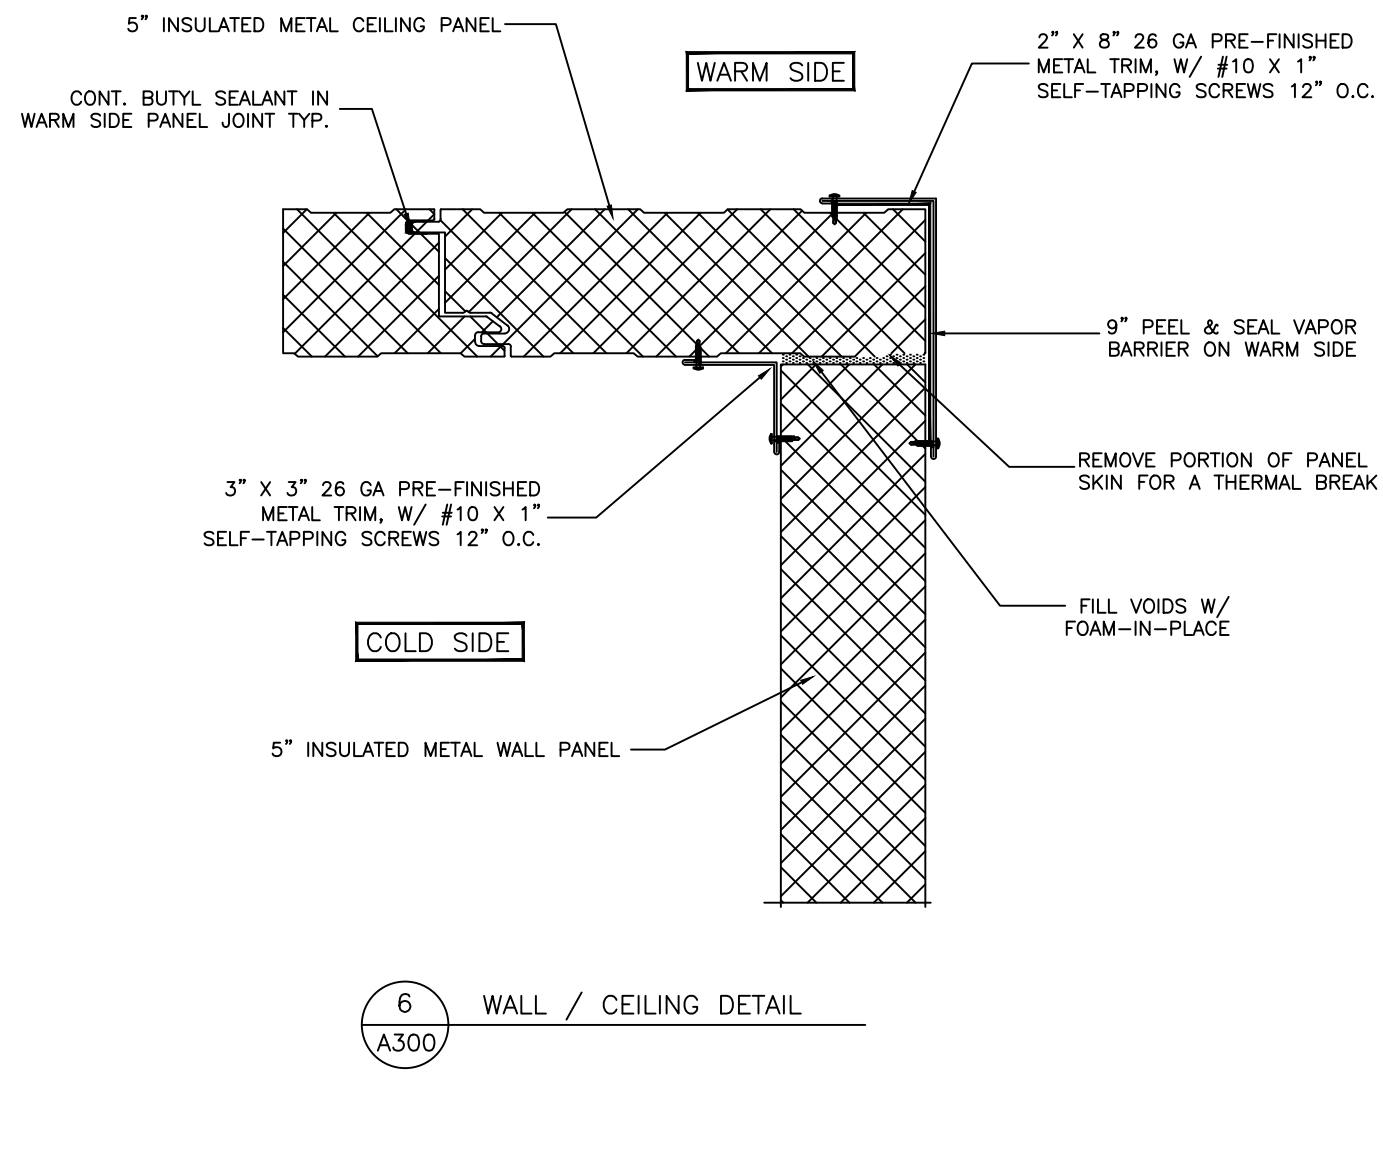 5” INSULATED METAL CEILING PANEL
WARM SIDE
2” X 8” 26 GA PRE–FINISHED
METAL TRIM, W/ #10 X 1”
SELF–TAPPING SCREWS 12” O.C.
CONT. BUTYL SEALANT IN
WARM SIDE PANEL JOINT TYP.
9” PEEL & SEAL VAPOR
BARRIER ON WARM SIDE
REMOVE PORTION OF PANEL
SKIN FOR A THERMAL BREAK
3” X 3” 26 GA PRE–FINISHED
METAL TRIM, W/ #10 X 1”
SELF–TAPPING SCREWS 12” O.C.
FILL VOIDS W/
FOAM–IN–PLACE
COLD SIDE
5” INSULATED METAL WALL PANEL
6
WALL / CEILING DETAIL
A300